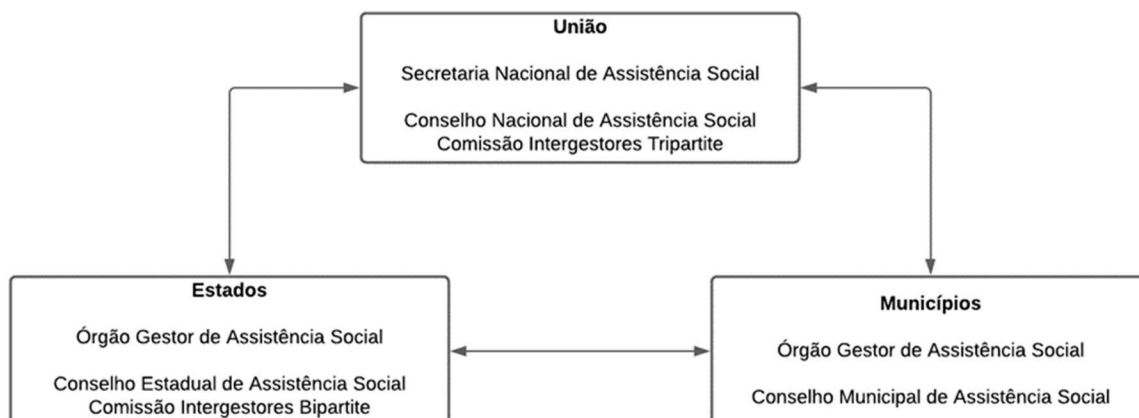 União
Secretaria Nacional de Assistência Social
Conselho Nacional de Assistência Social
Comissão Intergestores Tripartite
Estados
Órgão Gestor de Assistência Social
Conselho Estadual de Assistência Social
Comissão Intergestores Bipartite
Municípios
Órgão Gestor de Assistência Social
Conselho Municipal de Assistência Social